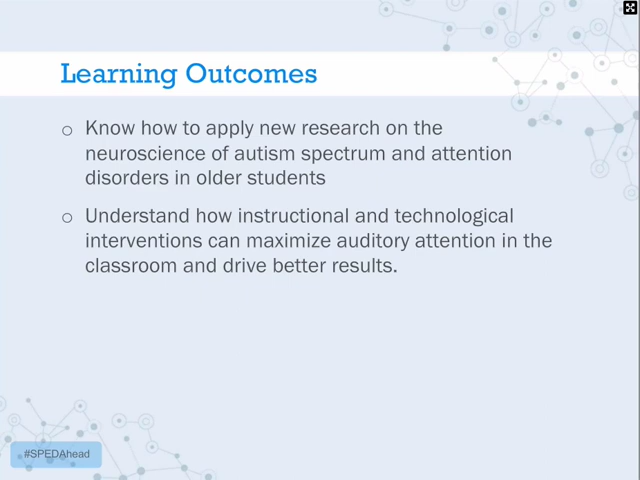 Learning Outcomes
o Know how to apply new research on the
neuroscience of autism spectrum and attention
disorders in older students
o Understand how instructional and technological
interventions can maximize auditory attention in the
classroom and drive better results.
#SPEDAhead